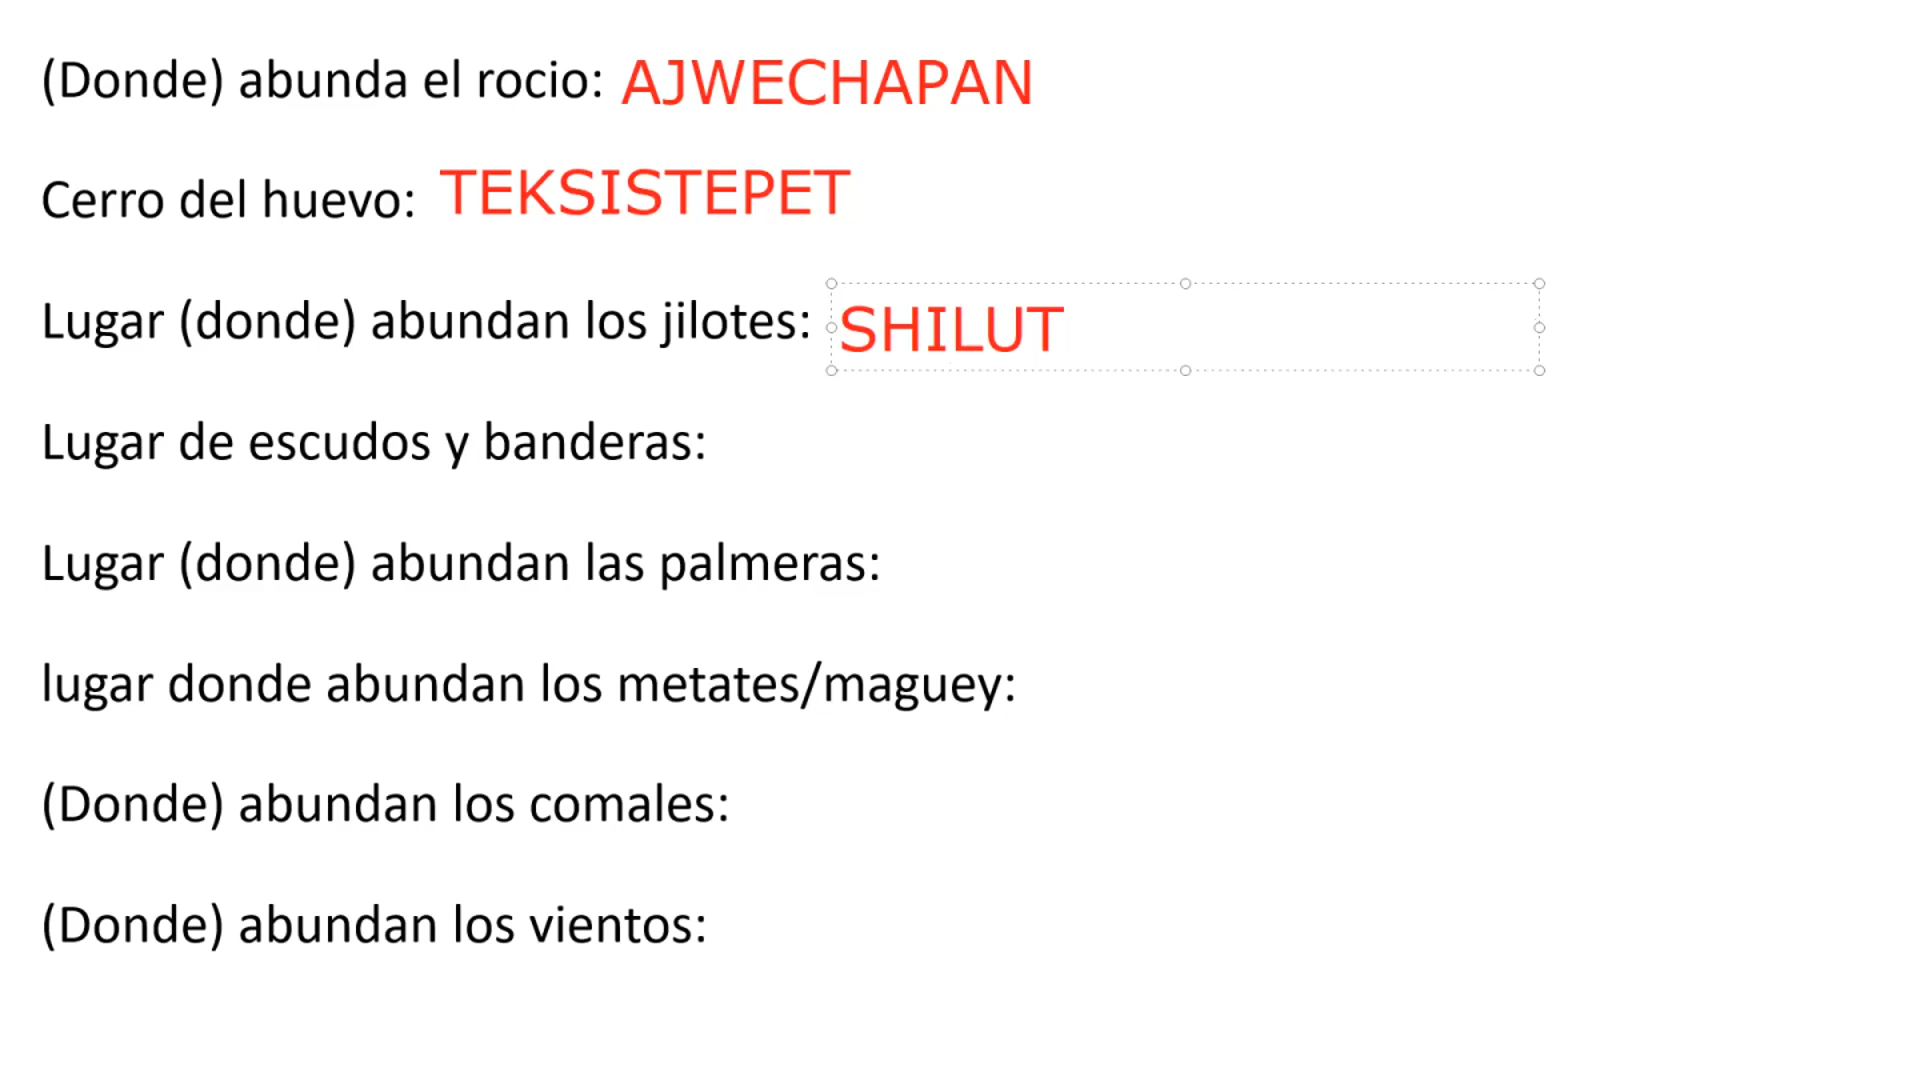 (Donde) abunda el rocio: AJWECHAPAN
Cerro del huevo: TEKSISTEPET
Lugar (donde) abundan los jilotes: SHILUT
Lugar de escudos y banderas:
Lugar (donde) abundan las palmeras:
lugar donde abundan los metates/maguey:
(Donde) abundan los comales:
(Donde) abundan los vientos: